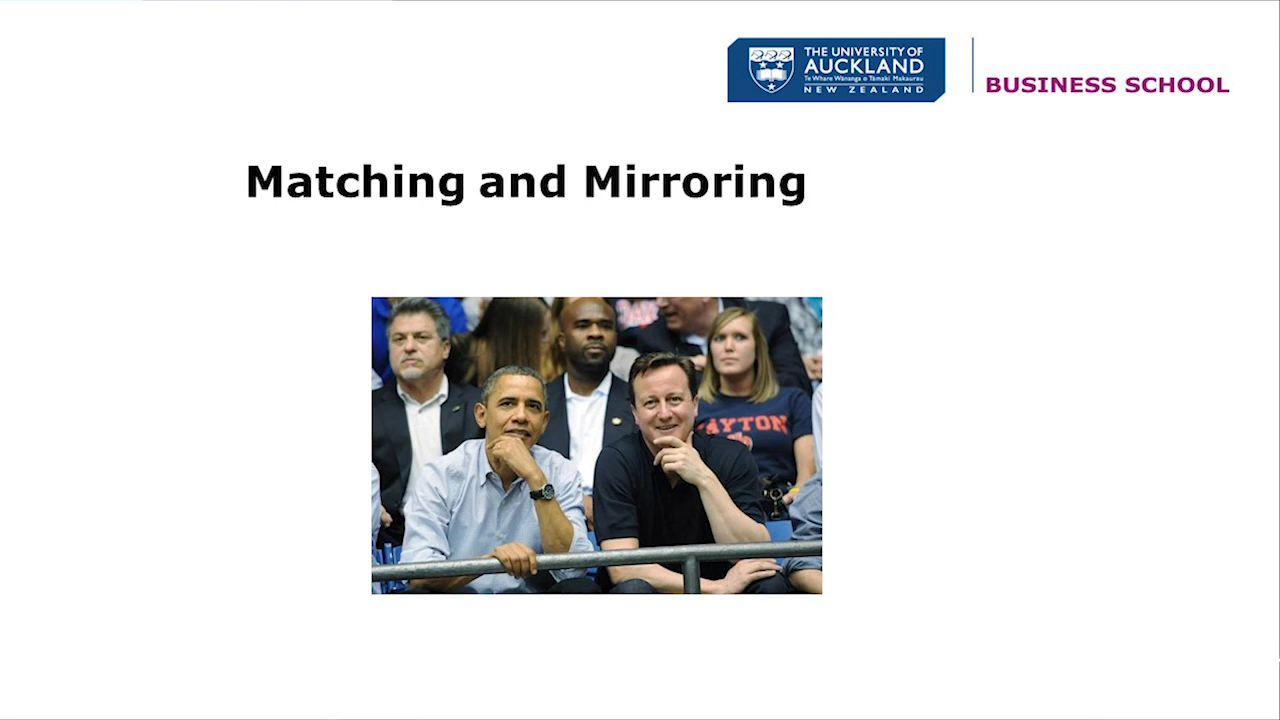 THE UNIVERSITY OF
AUCKLAND
Te Whare Wānanga o Tāmaki Makaurau
NEW ZEALAND
BUSINESS SCHOOL
Matching and Mirroring
AYTON